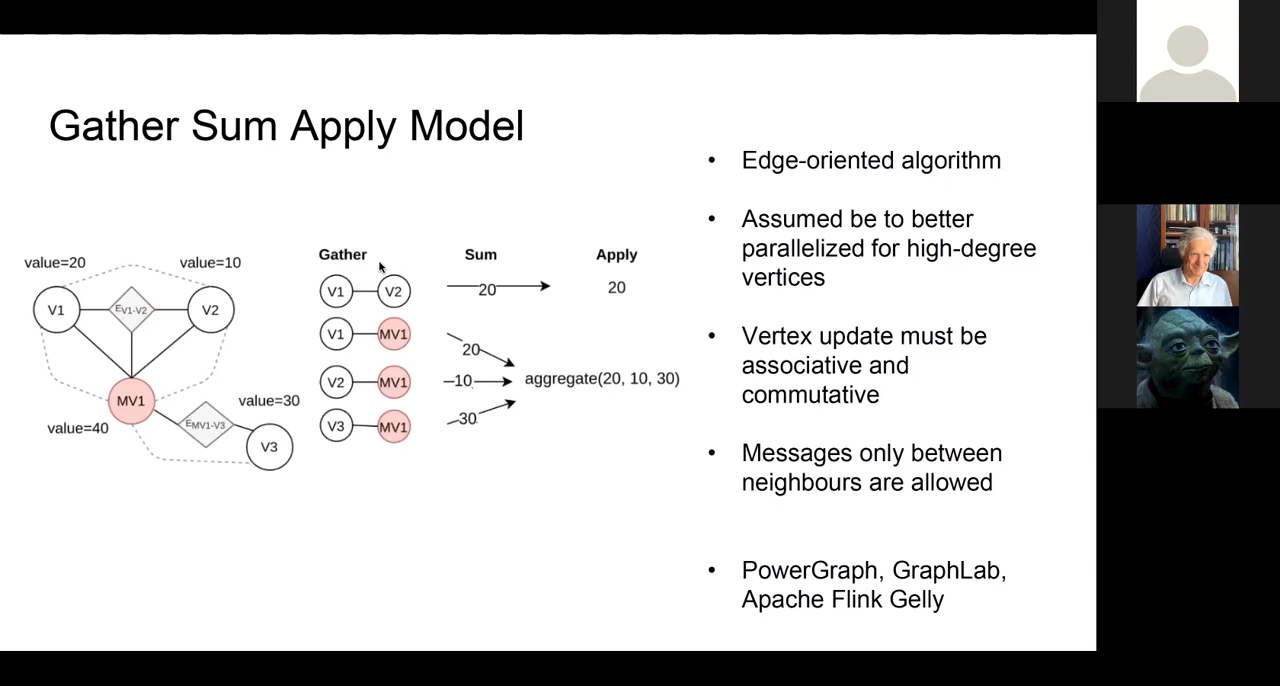 Gather Sum Apply Model
value=20
value=10
V1
EV1-V2
V2
MV1
value=40
EMV1-V3
value=30
V3
Gather
Sum
Apply
V1
V2
20
20
V1
MV1
20
V2
MV1
10
aggregate(20, 10, 30)
V3
MV1
30
• Edge-oriented algorithm
• Assumed be to better
parallelized for high-degree
vertices
• Vertex update must be
associative and
commutative
• Messages only between
neighbours are allowed
• PowerGraph, GraphLab,
Apache Flink Gelly